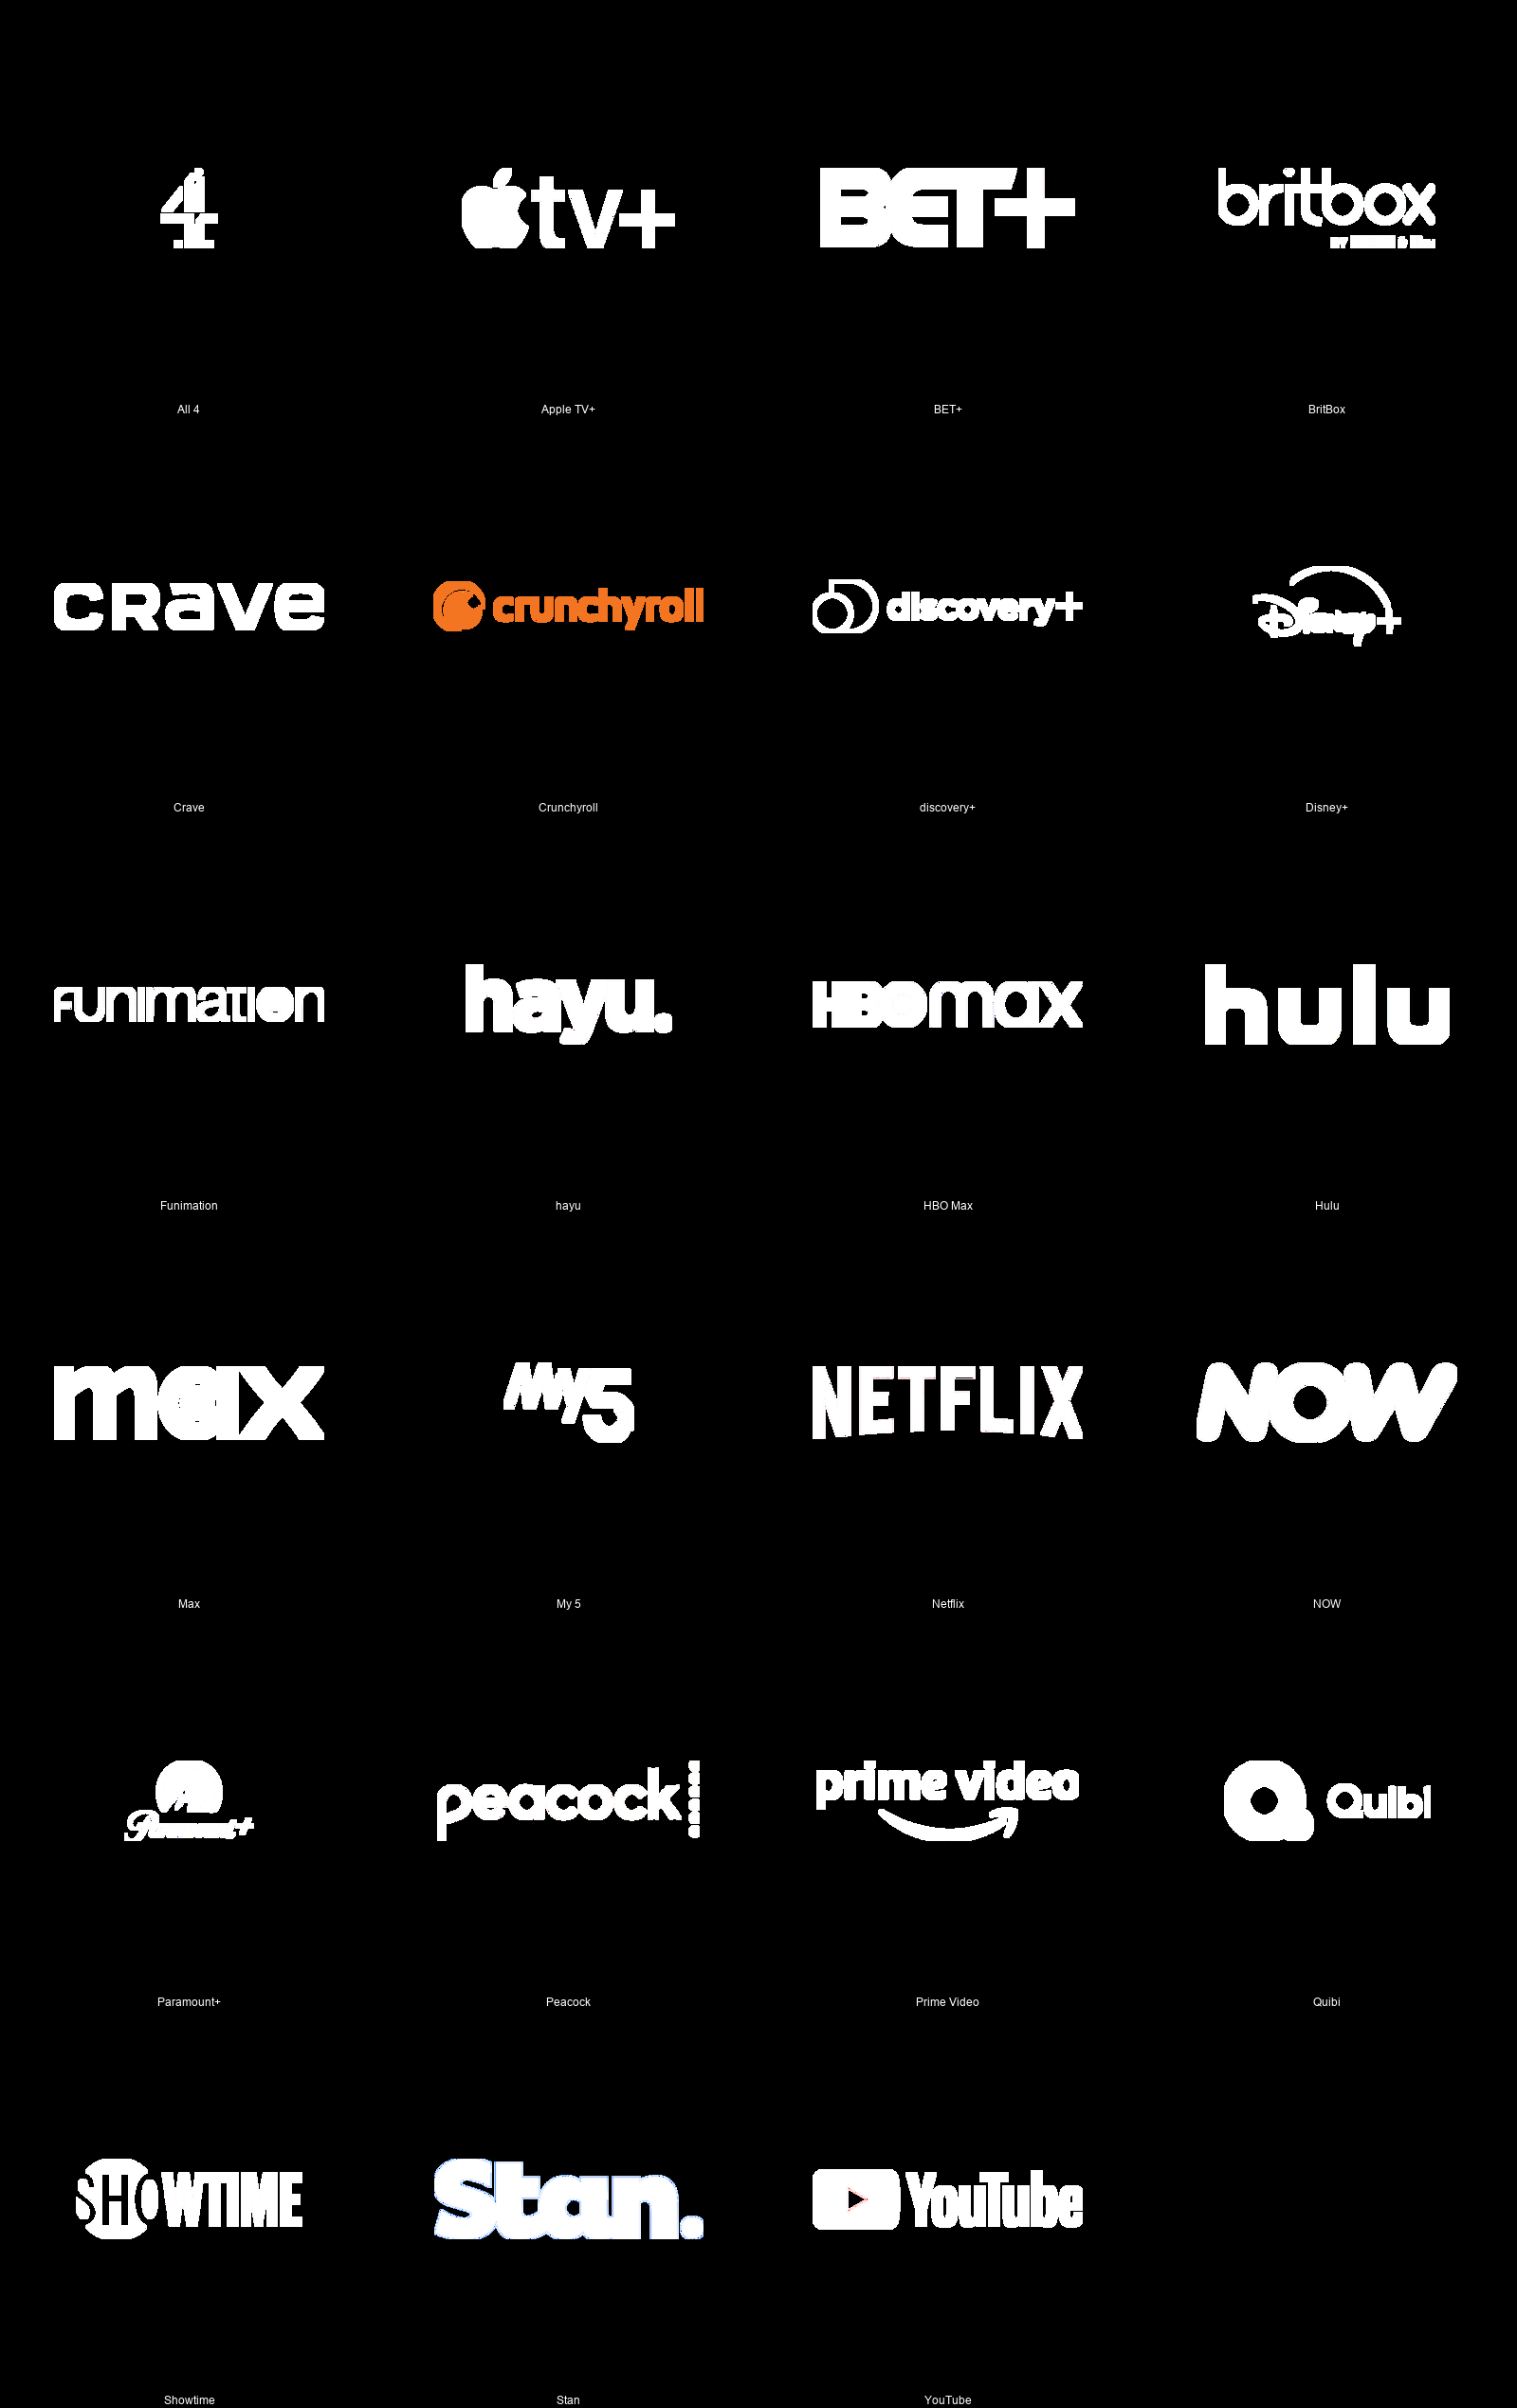 4
tv+
BET+
britbox
All 4
Apple TV+
BET+
BritBox
crave
crunchyroll
discovery+
Disney+
Crave
Crunchyroll
discovery+
Disney+
Funimation
hayu.
HBOmax
hulu
Funimation
hayu
HBO Max
Hulu
max
My5
NETFLIX
NOW
Max
My 5
Netflix
NOW
Paramount+
peacock
prime video
Quibi
Paramount+
Peacock
Prime Video
Quibi
SHOWTIME
Stan.
YouTube
Showtime
Stan
YouTube